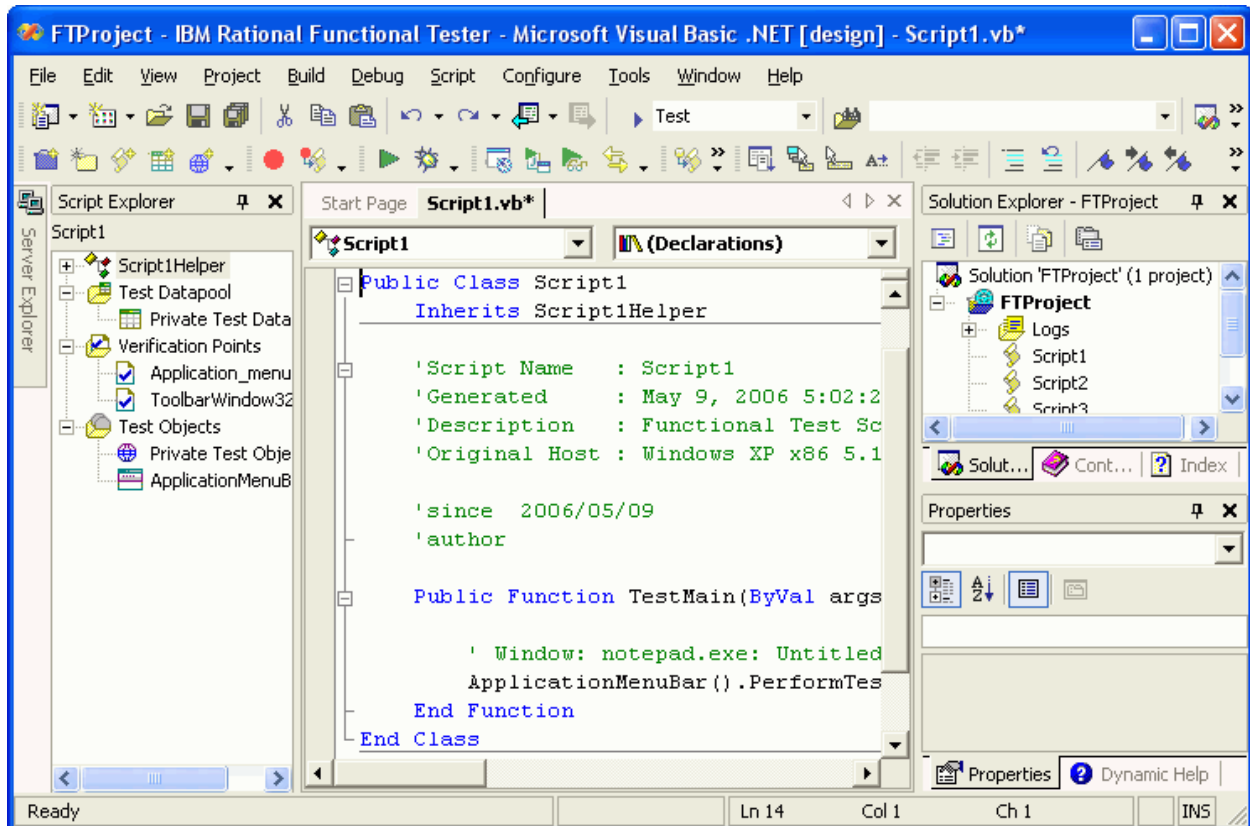 FTProject - IBM Rational Functional Tester - Microsoft Visual Basic .NET [design] - Script1.vb*
File Edit View Project Build Debug Script Configure Tools Window Help
Test
Server Explorer
Script Explorer
Script1
Script1Helper
Test Datapool
Private Test Data
Verification Points
Application_menu
ToolbarWindow32
Test Objects
Private Test Obje
ApplicationMenuB
Start Page Script1.vb*
Script1 (Declarations)
Public Class Script1
Inherits Script1Helper
'Script Name : Script1
'Generated : May 9, 2006 5:02:2
'Description : Functional Test Sc
'Original Host : Windows XP x86 5.1
'since 2006/05/09
'author
Public Function TestMain(ByVal args
' Window: notepad.exe: Untitled
ApplicationMenuBar().PerformTes
End Function
End Class
Solution Explorer - FTProject
Solution 'FTProject' (1 project)
FTProject
Logs
Script1
Script2
Script3
Solut... Cont... Index
Properties
Properties Dynamic Help
Ready Ln 14 Col 1 Ch 1 INS